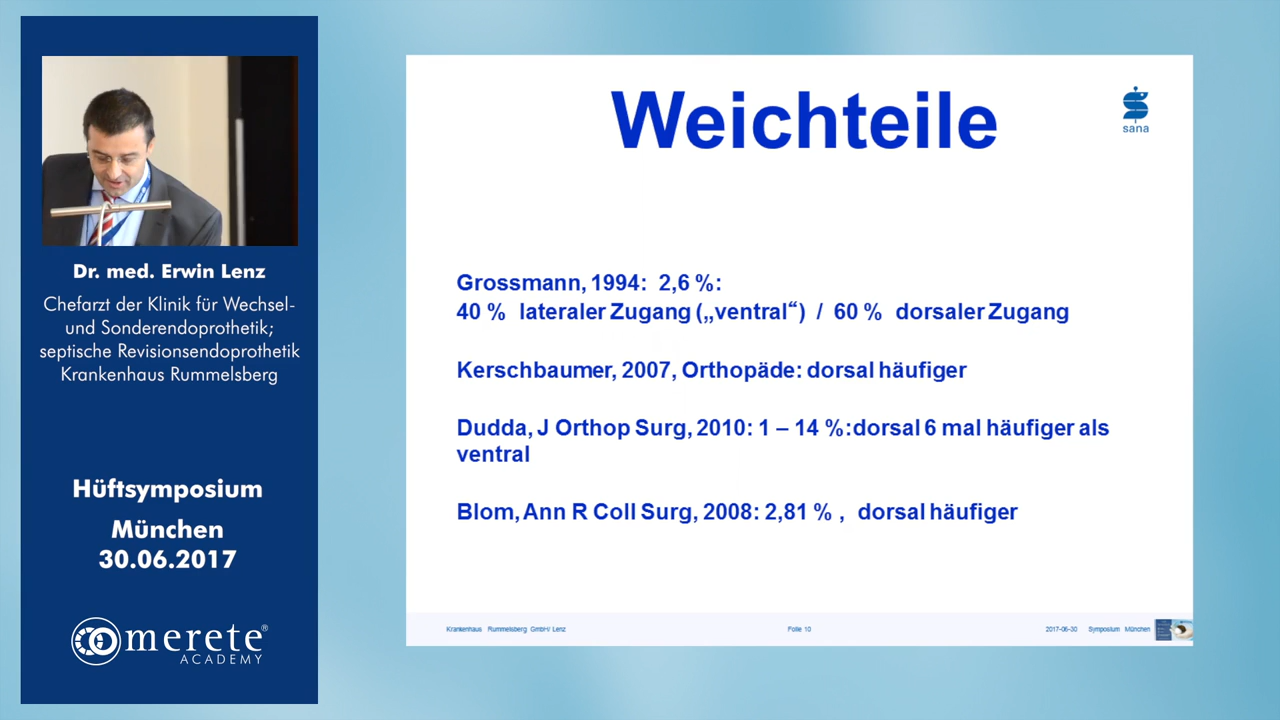 Dr. med. Erwin Lenz
Chefarzt der Klinik für Wechsel-
und Sonderendoprothetik;
septische Revisionsendoprothetik
Krankenhaus Rummelsberg
Hüftsymposium
München
30.06.2017
merete®
ACADEMY
Weichteile
sana
Grossmann, 1994: 2,6 %:
40 % lateraler Zugang („ventral“) / 60 % dorsaler Zugang
Kerschbaumer, 2007, Orthopäde: dorsal häufiger
Dudda, J Orthop Surg, 2010: 1 – 14 %:dorsal 6 mal häufiger als
ventral
Blom, Ann R Coll Surg, 2008: 2,81 % , dorsal häufiger
Krankenhaus Rummelsberg GmbH/ Lenz Folie 10 2017-06-30 Symposium München